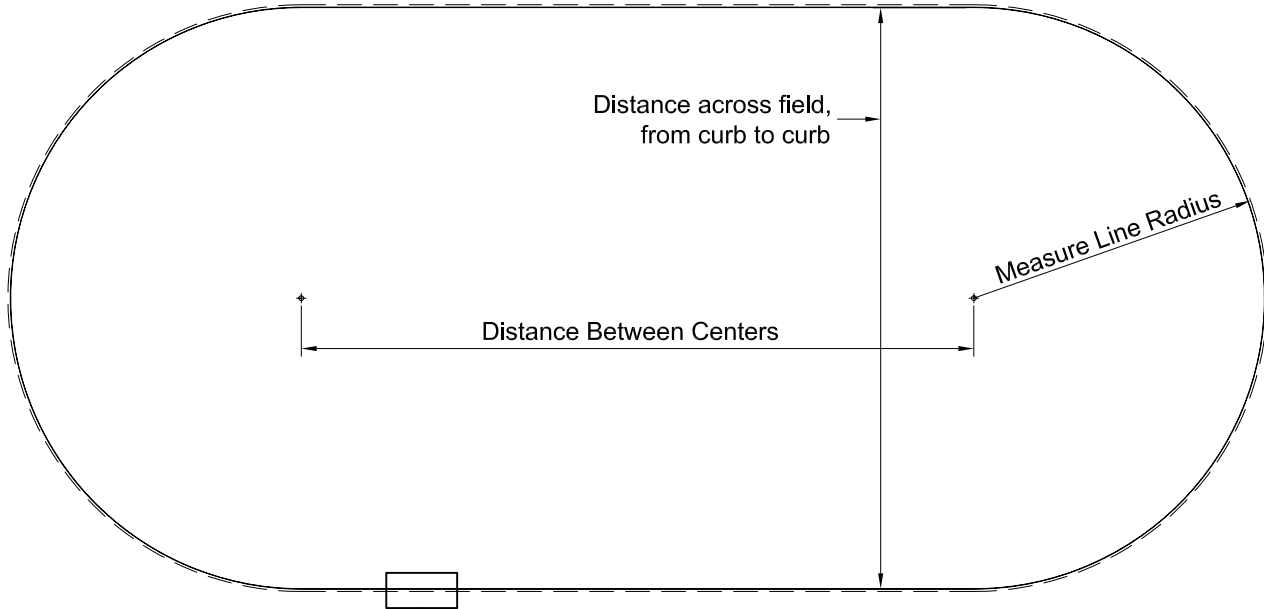 Distance across field,
from curb to curb
Measure Line Radius
Distance Between Centers